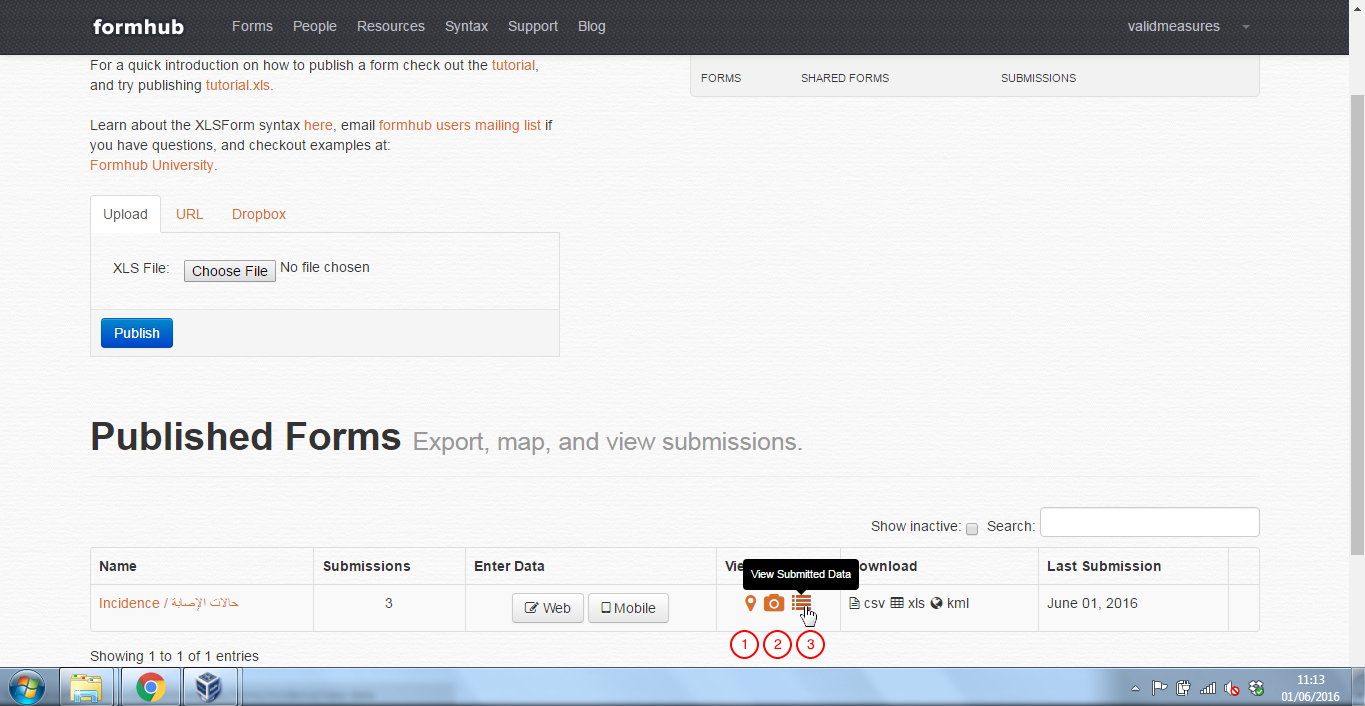 formhub Forms People Resources Syntax Support Blog validmeasures
For a quick introduction on how to publish a form check out the tutorial,
and try publishing tutorial.xls.
FORMS SHARED FORMS SUBMISSIONS
Learn about the XLSForm syntax here, email formhub users mailing list if
you have questions, and checkout examples at:
Formhub University.
Upload URL Dropbox
XLS File: Choose File No file chosen
Publish
Published Forms Export, map, and view submissions.
Show inactive: Search:
Name Submissions Enter Data Vie ownload Last Submission
View Submitted Data
Incidence / حالات الإصابة 3 Web Mobile csv xls kml June 01, 2016
1 2 3
Showing 1 to 1 of 1 entries
11:13
01/06/2016